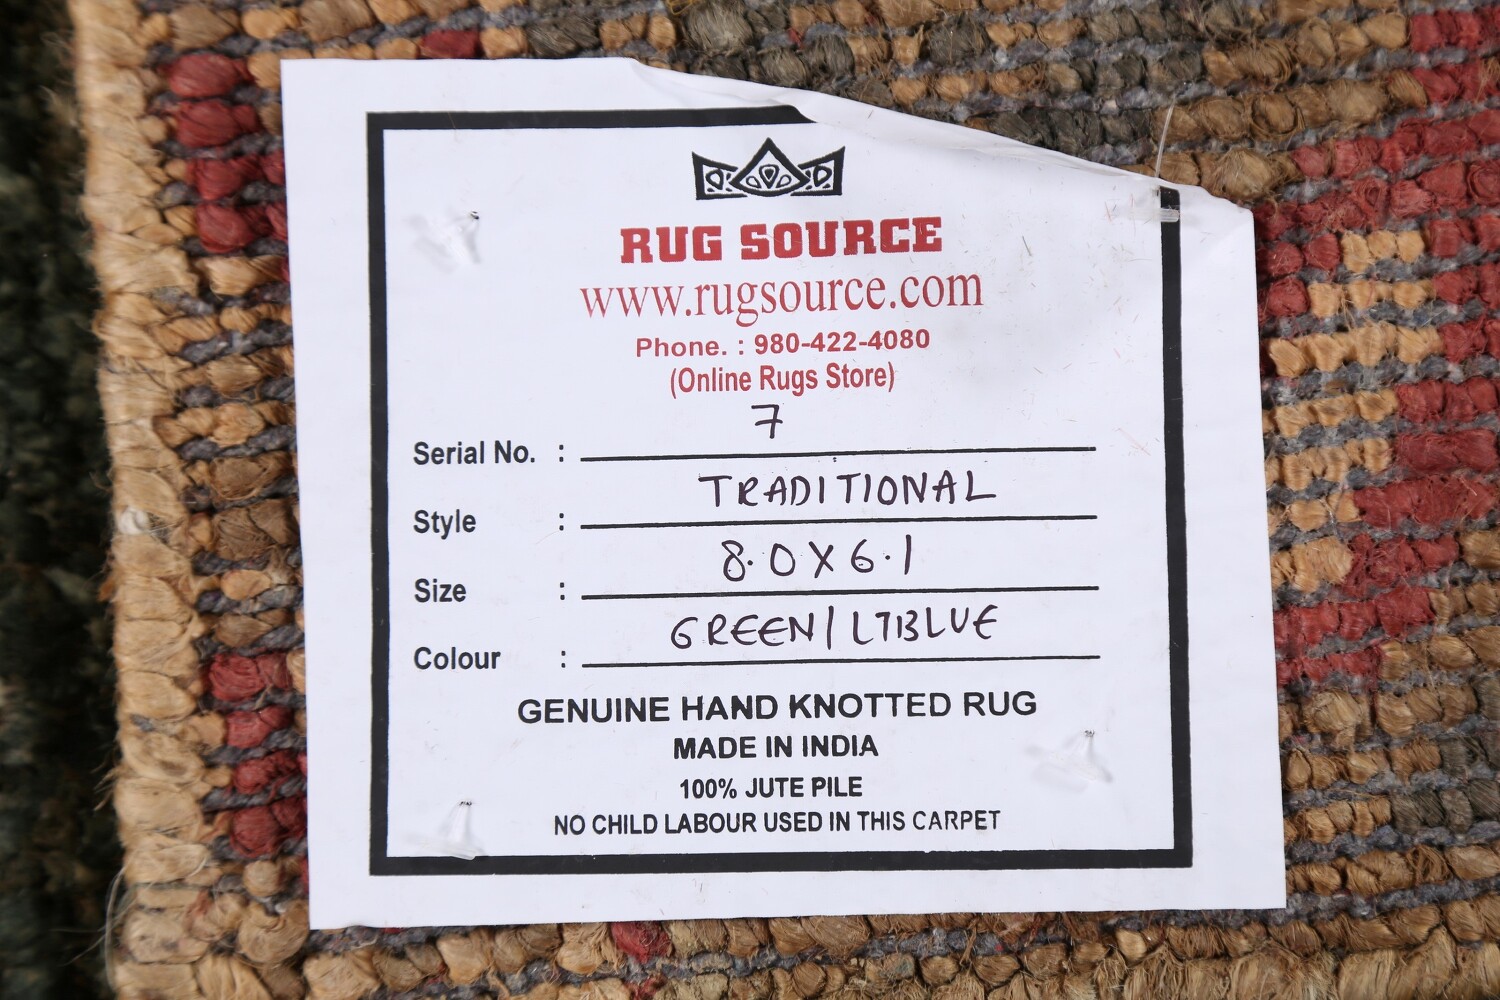 RUG SOURCE
www.rugsource.com
Phone. : 980-422-4080
(Online Rugs Store)
Serial No. : 7
Style : TRADITIONAL
Size : 8.0 X 6.1
Colour : GREEN/ LTBLUE
GENUINE HAND KNOTTED RUG
MADE IN INDIA
100% JUTE PILE
NO CHILD LABOUR USED IN THIS CARPET